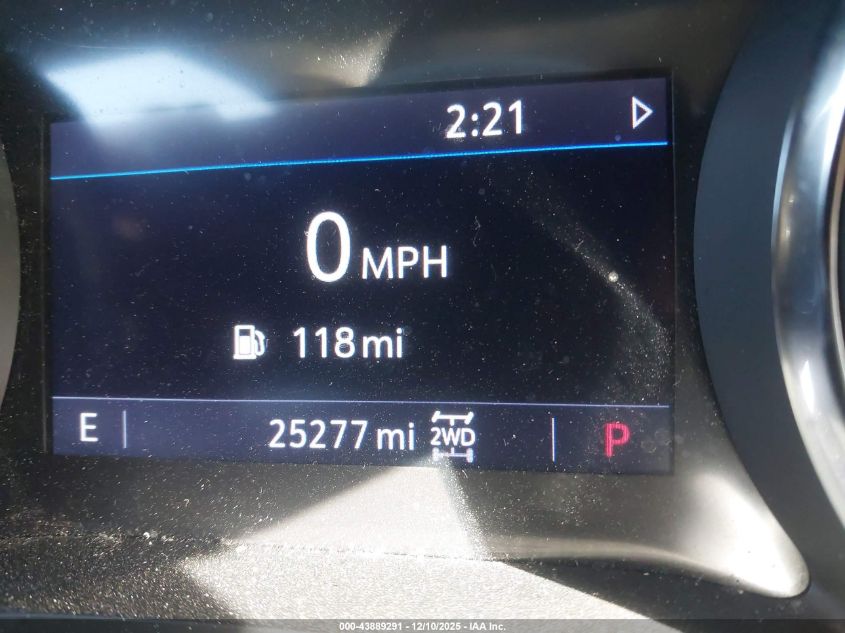 2:21
0 MPH
118 mi
E 25277 mi 2WD P
000-43889291 - 12/10/2025 - IAA Inc.